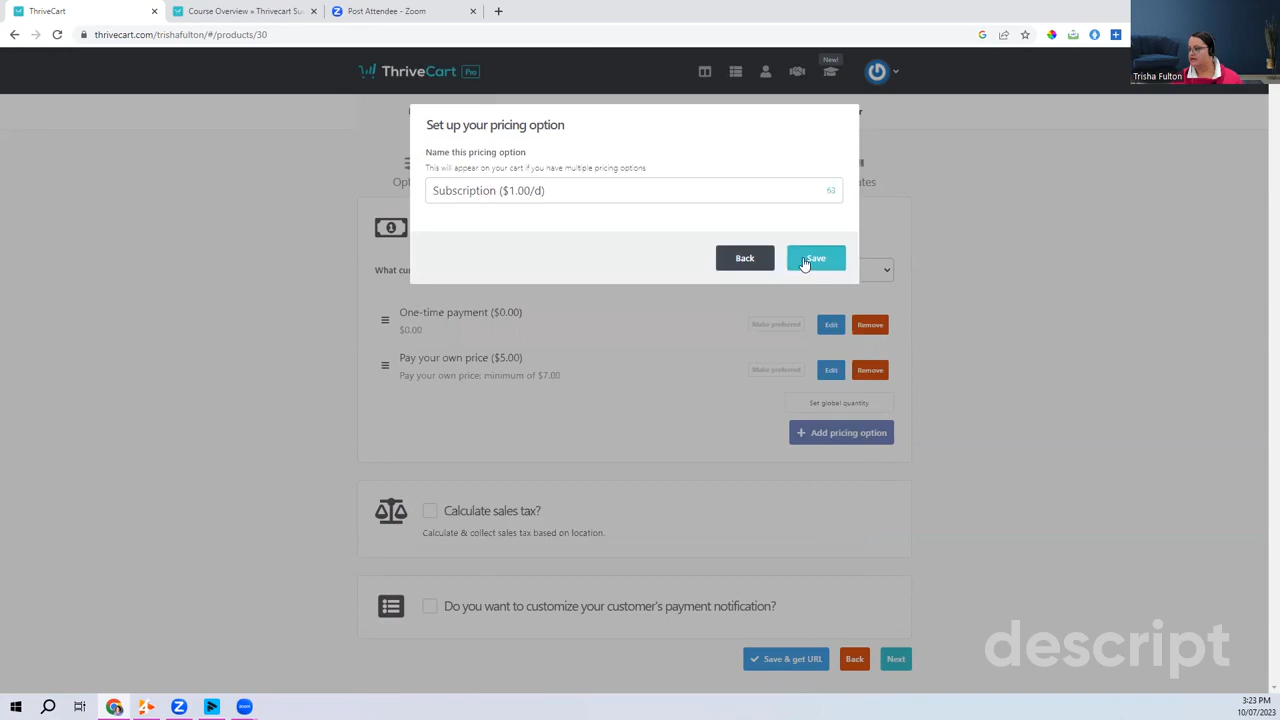 ThriveCart
Course Overview » Thrivecart Su
Post Attendee - Zoom
thrivecart.com/trishafulton/#/products/30
Trisha Fulton
ThriveCart Pro
New!
Set up your pricing option
Name this pricing option
This will appear on your cart if you have multiple pricing options
Subscription ($1.00/d)
63
Back
Save
What cur
One-time payment ($0.00)
$0.00
Make preferred
Edit
Remove
Pay your own price ($5.00)
Pay your own price; minimum of $7.00
Make preferred
Edit
Remove
Set global quantity
+ Add pricing option
Calculate sales tax?
Calculate & collect sales tax based on location.
Do you want to customize your customer's payment notification?
Save & get URL
Back
Next
descript
3:23 PM
10/07/2023